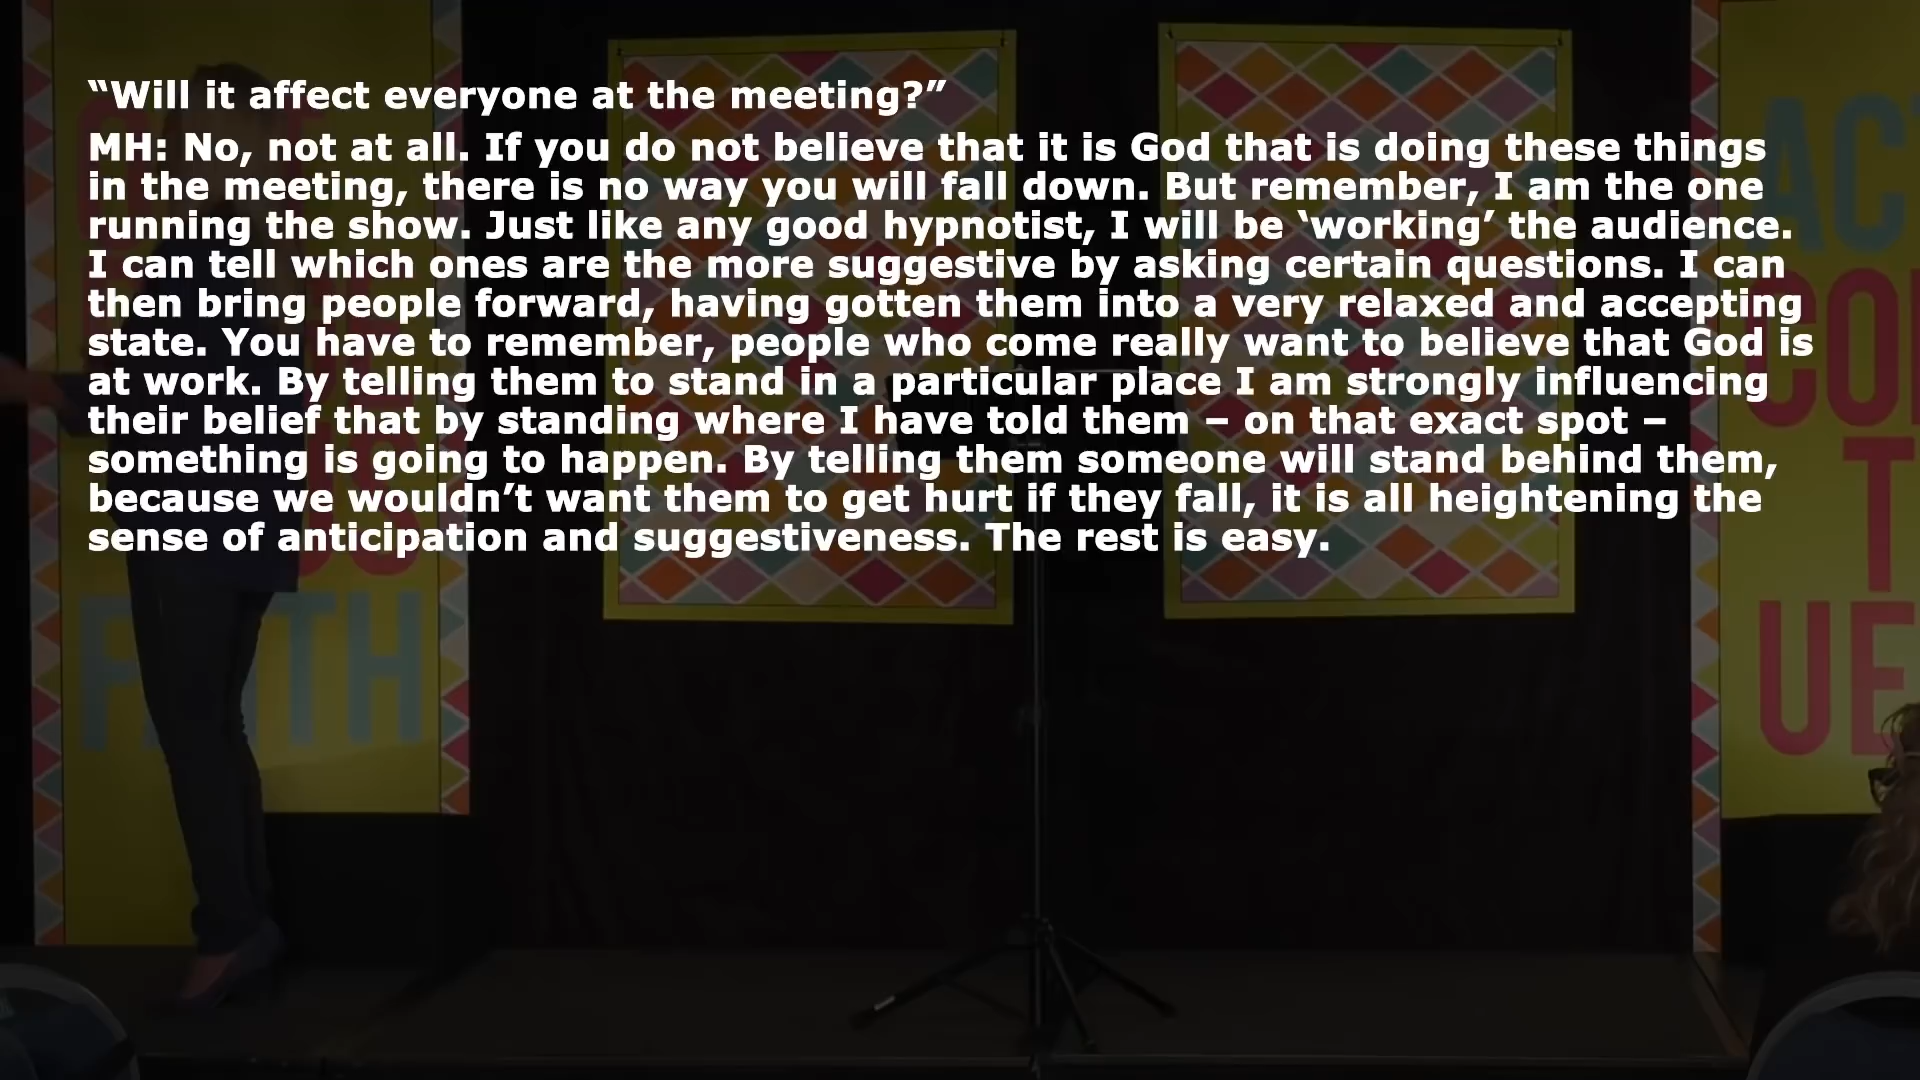 “Will it affect everyone at the meeting?”
MH: No, not at all. If you do not believe that it is God that is doing these things
in the meeting, there is no way you will fall down. But remember, I am the one
running the show. Just like any good hypnotist, I will be ‘working’ the audience.
I can tell which ones are the more suggestive by asking certain questions. I can
then bring people forward, having gotten them into a very relaxed and accepting
state. You have to remember, people who come really want to believe that God is
at work. By telling them to stand in a particular place I am strongly influencing
their belief that by standing where I have told them – on that exact spot –
something is going to happen. By telling them someone will stand behind them,
because we wouldn’t want them to get hurt if they fall, it is all heightening the
sense of anticipation and suggestiveness. The rest is easy.
FAITH